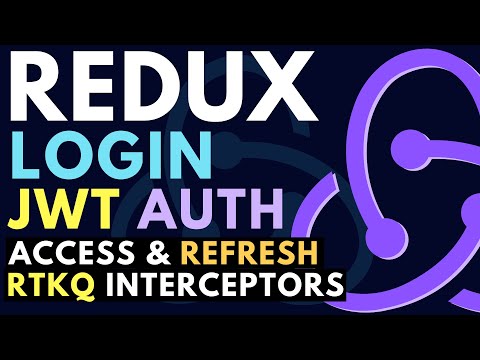 REDUX
LOGIN
JWT AUTH
ACCESS & REFRESH
RTKQ INTERCEPTORS